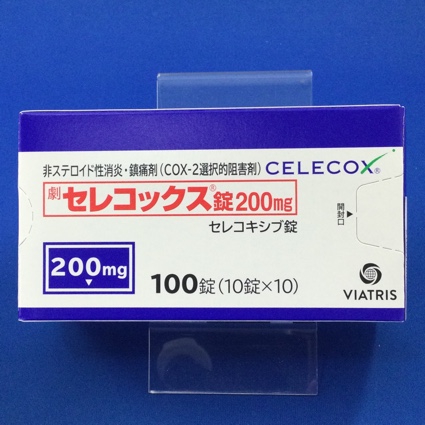 非ステロイド性消炎・鎮痛剤(COX-2選択的阻害剤) CELECOX®
劇 セレコックス®錠200mg
セレコキシブ錠
開封口
200mg
100錠(10錠×10)
VIATRIS